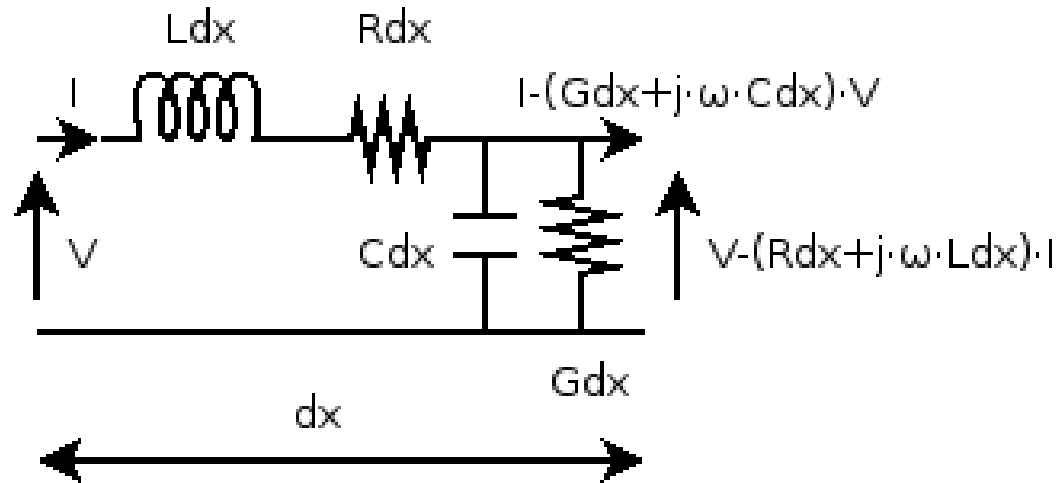 Ldx
Rdx
I
I-(Gdx+j·ω·Cdx)·V
V
Cdx
V-(Rdx+j·ω·Ldx)·I
Gdx
dx